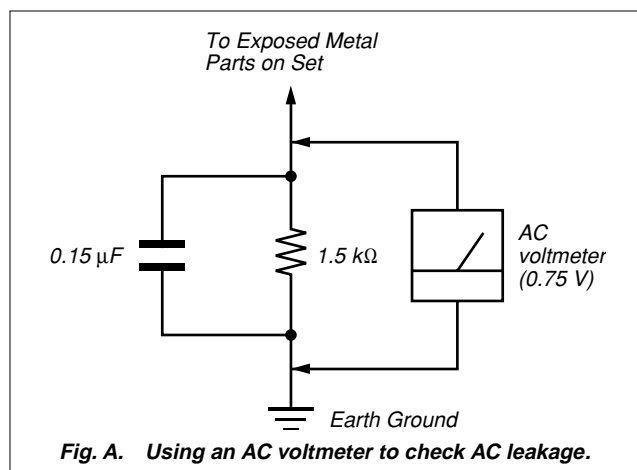 To Exposed Metal
Parts on Set
0.15 μF
1.5 kΩ
AC
voltmeter
(0.75 V)
Earth Ground
Fig. A. Using an AC voltmeter to check AC leakage.